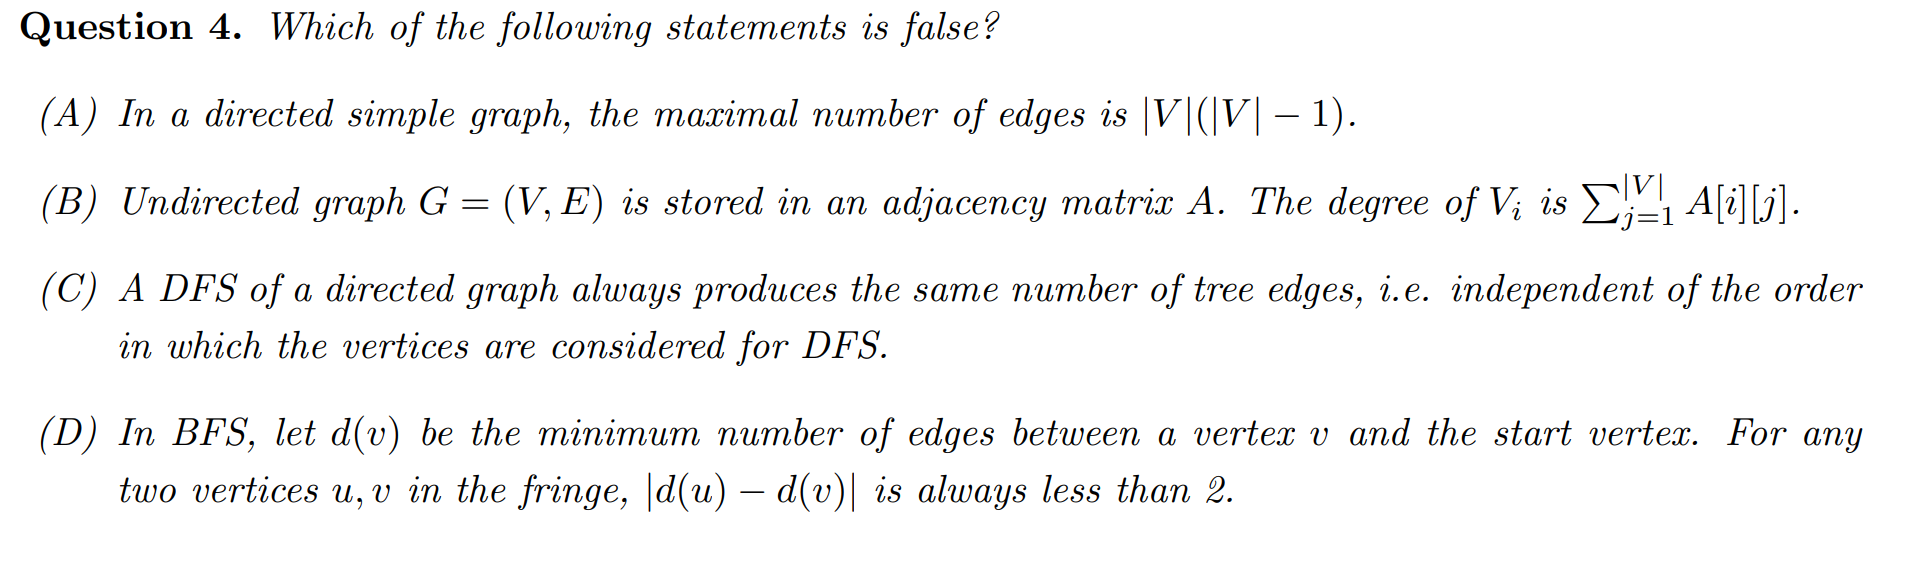 Question 4. Which of the following statements is false?
(A) In a directed simple graph, the maximal number of edges is |V|(|V| − 1).
(B) Undirected graph G = (V, E) is stored in an adjacency matrix A. The degree of V_i is ∑_{j=1}^{|V|} A[i][j].
(C) A DFS of a directed graph always produces the same number of tree edges, i.e. independent of the order
in which the vertices are considered for DFS.
(D) In BFS, let d(v) be the minimum number of edges between a vertex v and the start vertex. For any
two vertices u, v in the fringe, |d(u) − d(v)| is always less than 2.